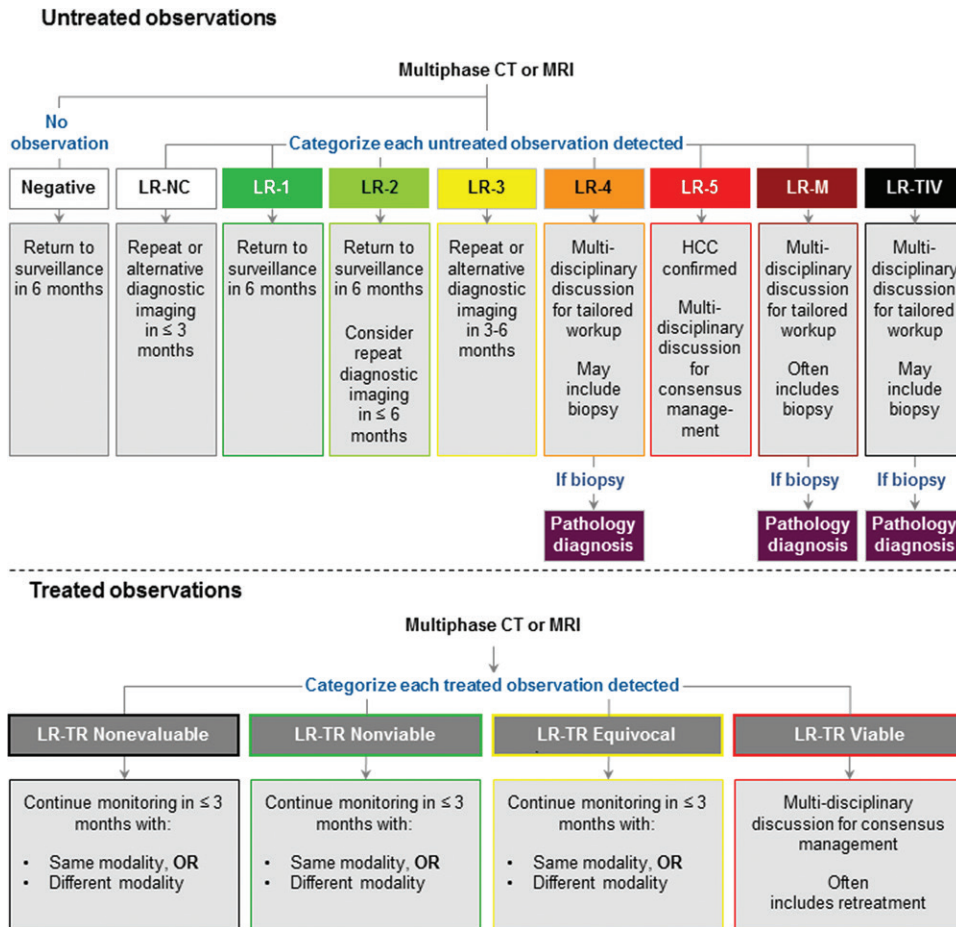 Untreated observations
Multiphase CT or MRI
No
observation
Categorize each untreated observation detected
Negative
Return to
surveillance
in 6 months
LR-NC
Repeat or
alternative
diagnostic
imaging
in ≤ 3
months
LR-1
Return to
surveillance
in 6 months
LR-2
Return to
surveillance
in 6 months
Consider
repeat
diagnostic
imaging
in ≤ 6
months
LR-3
Repeat or
alternative
diagnostic
imaging
in 3-6
months
LR-4
Multi-
disciplinary
discussion
for tailored
workup
May
include
biopsy
If biopsy
Pathology
diagnosis
LR-5
HCC
confirmed
Multi-
disciplinary
discussion
for
consensus
manage-
ment
LR-M
Multi-
disciplinary
discussion
for tailored
workup
Often
includes
biopsy
If biopsy
Pathology
diagnosis
LR-TIV
Multi-
disciplinary
discussion
for tailored
workup
May
include
biopsy
If biopsy
Pathology
diagnosis
Treated observations
Multiphase CT or MRI
Categorize each treated observation detected
LR-TR Nonevaluable
Continue monitoring in ≤ 3
months with:
• Same modality, OR
• Different modality
LR-TR Nonviable
Continue monitoring in ≤ 3
months with:
• Same modality, OR
• Different modality
LR-TR Equivocal
Continue monitoring in ≤ 3
months with:
• Same modality, OR
• Different modality
LR-TR Viable
Multi-disciplinary
discussion for consensus
management
Often
includes retreatment